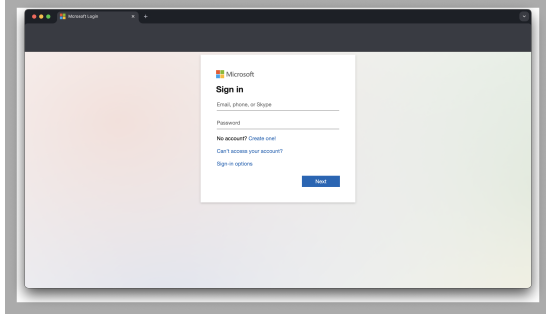 Microsoft Login
Microsoft
Sign in
Email, phone, or Skype
Password
No account? Create one!
Can't access your account?
Sign-in options
Next